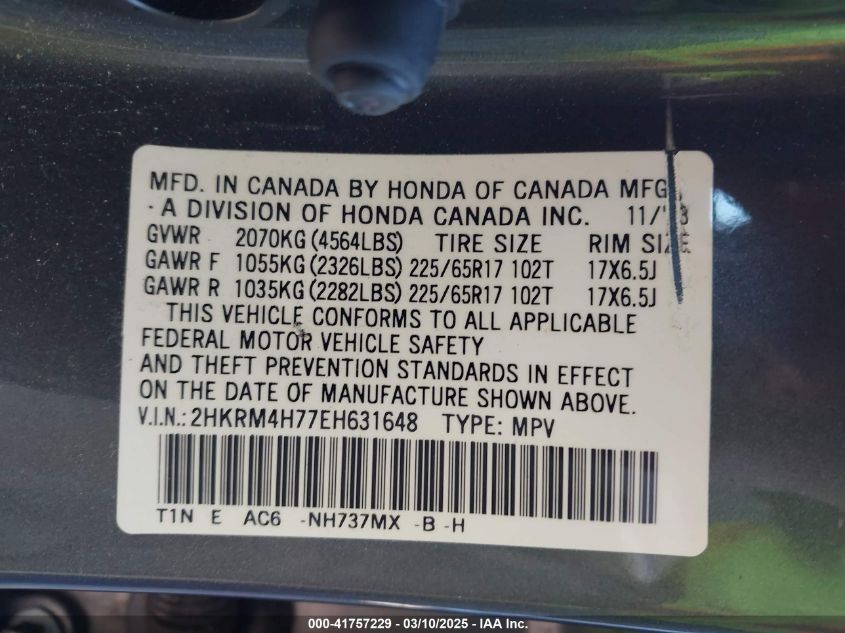 MFD. IN CANADA BY HONDA OF CANADA MFG.
- A DIVISION OF HONDA CANADA INC. 11/
GVWR 2070KG (4564LBS) TIRE SIZE RIM SIZE
GAWR F 1055KG (2326LBS) 225/65R17 102T 17X6.5J
GAWR R 1035KG (2282LBS) 225/65R17 102T 17X6.5J
THIS VEHICLE CONFORMS TO ALL APPLICABLE
FEDERAL MOTOR VEHICLE SAFETY
AND THEFT PREVENTION STANDARDS IN EFFECT
ON THE DATE OF MANUFACTURE SHOWN ABOVE.
V.I.N.: 2HKRM4H77EH631648 TYPE: MPV
T1N E AC6 -NH737MX -B -H
000-41757229 - 03/10/2025 - IAA Inc.